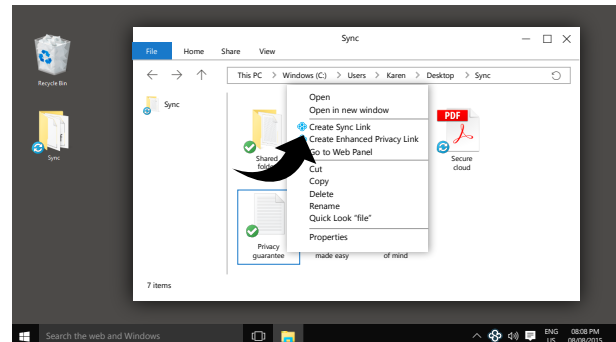 Sync
File Home Share View
Recycle Bin
This PC > Windows (C:) > Users > Karen > Desktop > Sync
Sync
Open
Open in new window
Create Sync Link
Create Enhanced Privacy Link
Go to Web Panel
Cut
Copy
Delete
Rename
Quick Look "file"
Properties
PDF
Sync
Shared
folder
Secure
cloud
Privacy
guarantee
made easy
of mind
7 items
Search the web and Windows
ENG
US
08:08 PM
08/08/2015